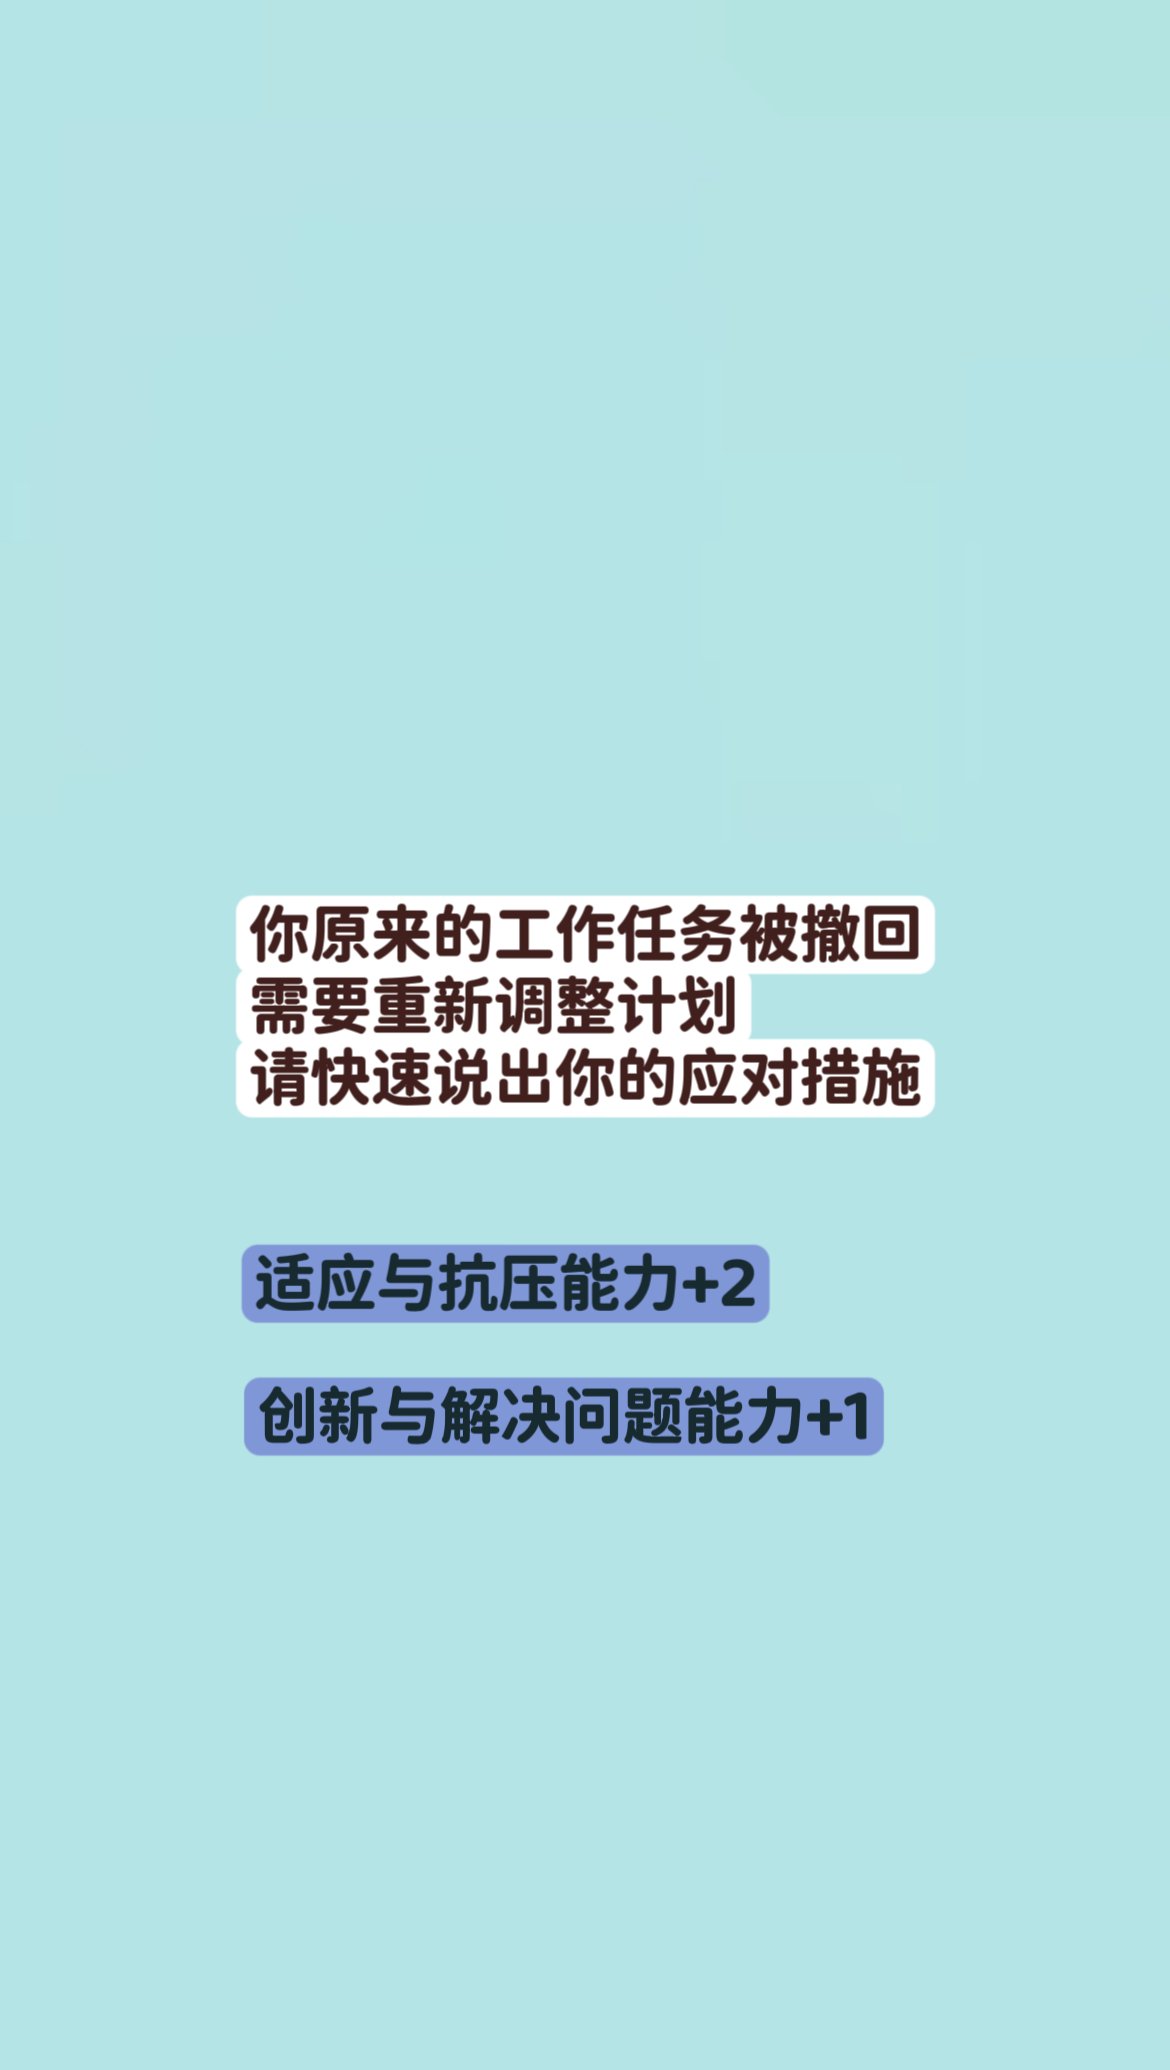 你原来的工作任务被撤回
需要重新调整计划
请快速说出你的应对措施
适应与抗压能力+2
创新与解决问题能力+1